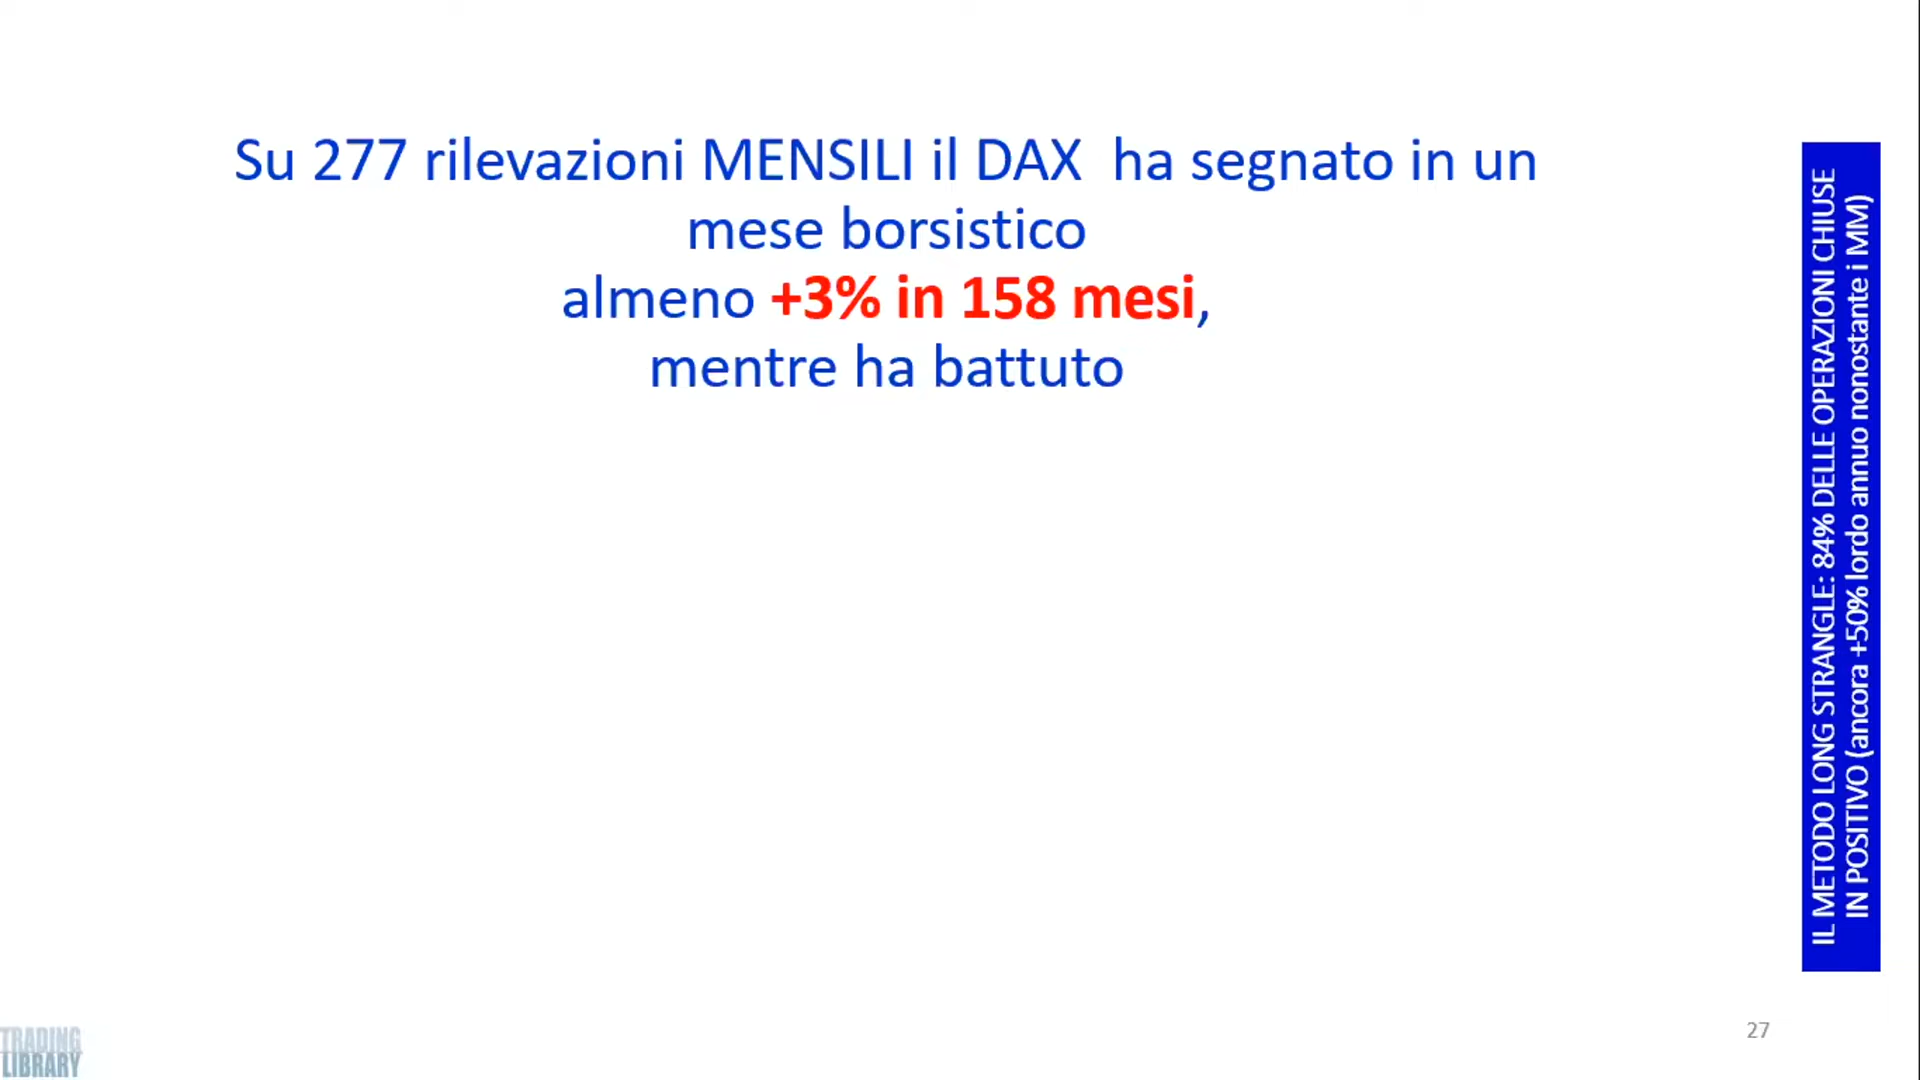 Su 277 rilevazioni MENSILI il DAX ha segnato in un
mese borsistico
almeno +3% in 158 mesi,
mentre ha battuto
IL METODO LONG STRANGLE: 84% DELLE OPERAZIONI CHIUSE
IN POSITIVO (ancora +50% lordo annuo nonostante i MM)
27
TRADING
LIBRARY